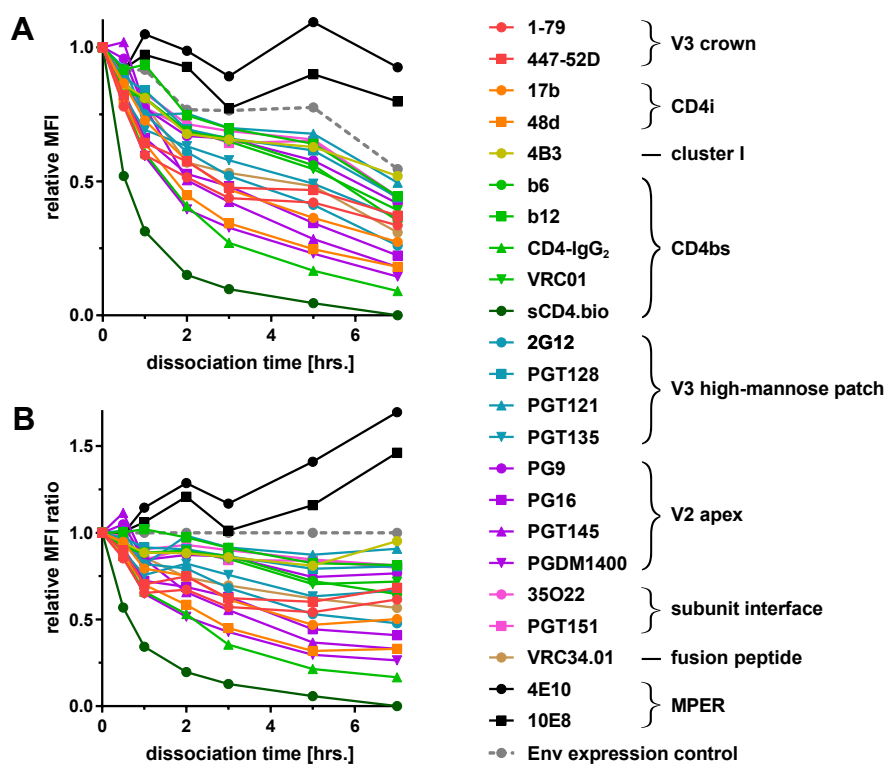 A
relative MFI
1.0
0.5
0.0
0 2 4 6
dissociation time [hrs.]
B
relative MFI ratio
1.5
1.0
0.5
0.0
0 2 4 6
dissociation time [hrs.]
1-79
447-52D
V3 crown
17b
48d
CD4i
4B3
cluster I
b6
b12
CD4-IgG₂
VRC01
sCD4.bio
CD4bs
2G12
PGT128
PGT121
PGT135
V3 high-mannose patch
PG9
PG16
PGT145
PGDM1400
V2 apex
35O22
PGT151
subunit interface
VRC34.01
fusion peptide
4E10
10E8
MPER
Env expression control